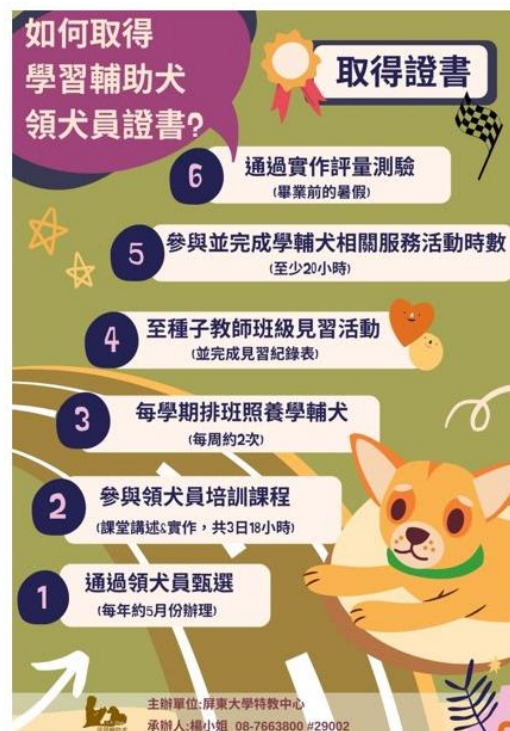 如何取得
學習輔助犬
領犬員證書?
取得證書
6
通過實作評量測驗
(畢業前的暑假)
5
參與並完成學輔犬相關服務活動時數
(至少20小時)
4
至種子教師班級見習活動
(並完成見習紀錄表)
3
每學期排班照養學輔犬
(每周約2次)
2
參與領犬員培訓課程
(課堂講述&實作,共3日18小時)
1
通過領犬員甄選
(每年約5月份辦理)
主辦單位:屏東大學特教中心
承辦人:楊小姐 08-7663800 #29002